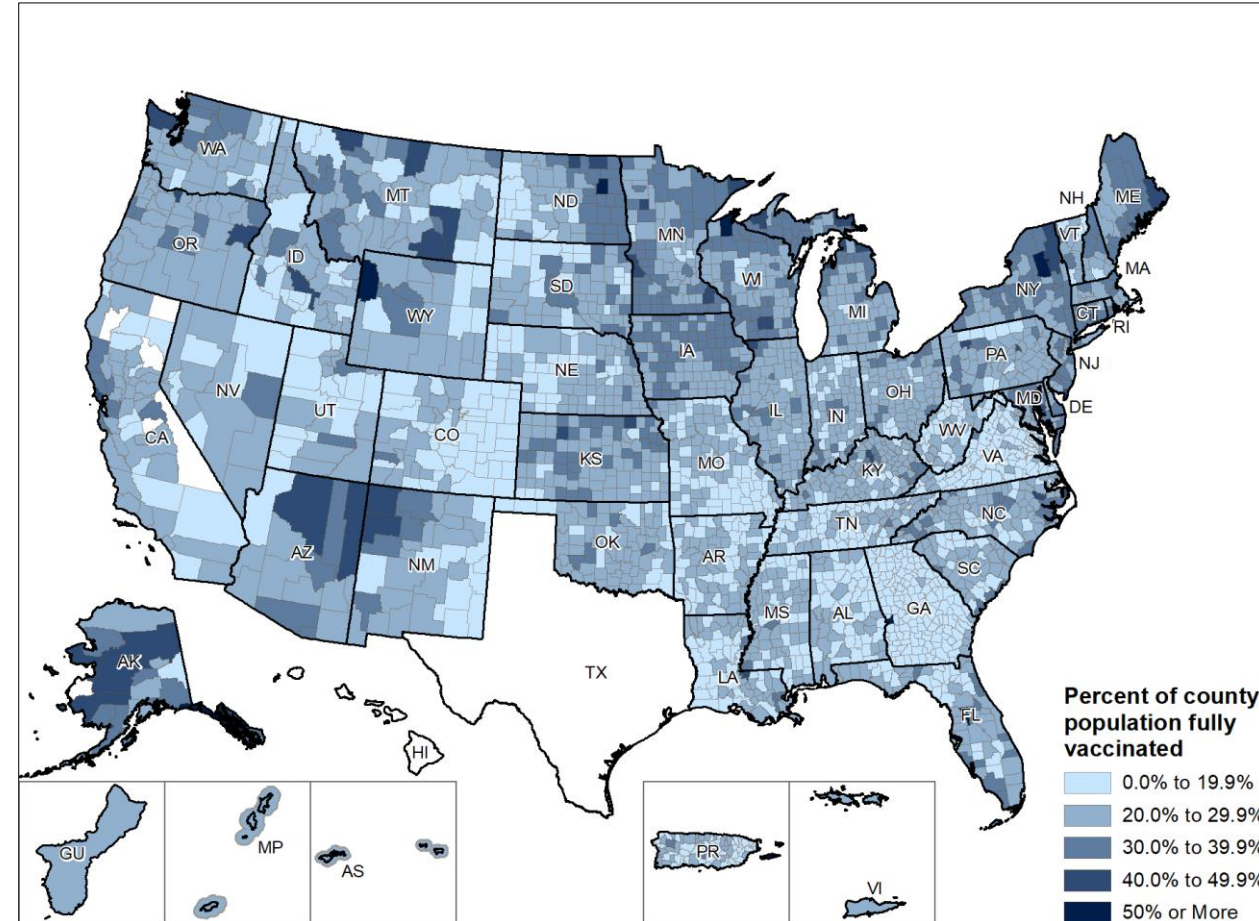 WA
MT
ND
MN
OR
ID
SD
WI
WY
MI
NH
ME
VT
NY
MA
CT
RI
NV
UT
CO
NE
IA
PA
NJ
CA
KS
MO
IL
IN
OH
WV
MD
DE
VA
KY
AZ
NM
OK
AR
TN
NC
SC
MS
AL
GA
TX
LA
FL
AK
HI
GU
MP
AS
PR
VI
Percent of county
population fully
vaccinated
0.0% to 19.9%
20.0% to 29.9%
30.0% to 39.9%
40.0% to 49.9%
50% or More